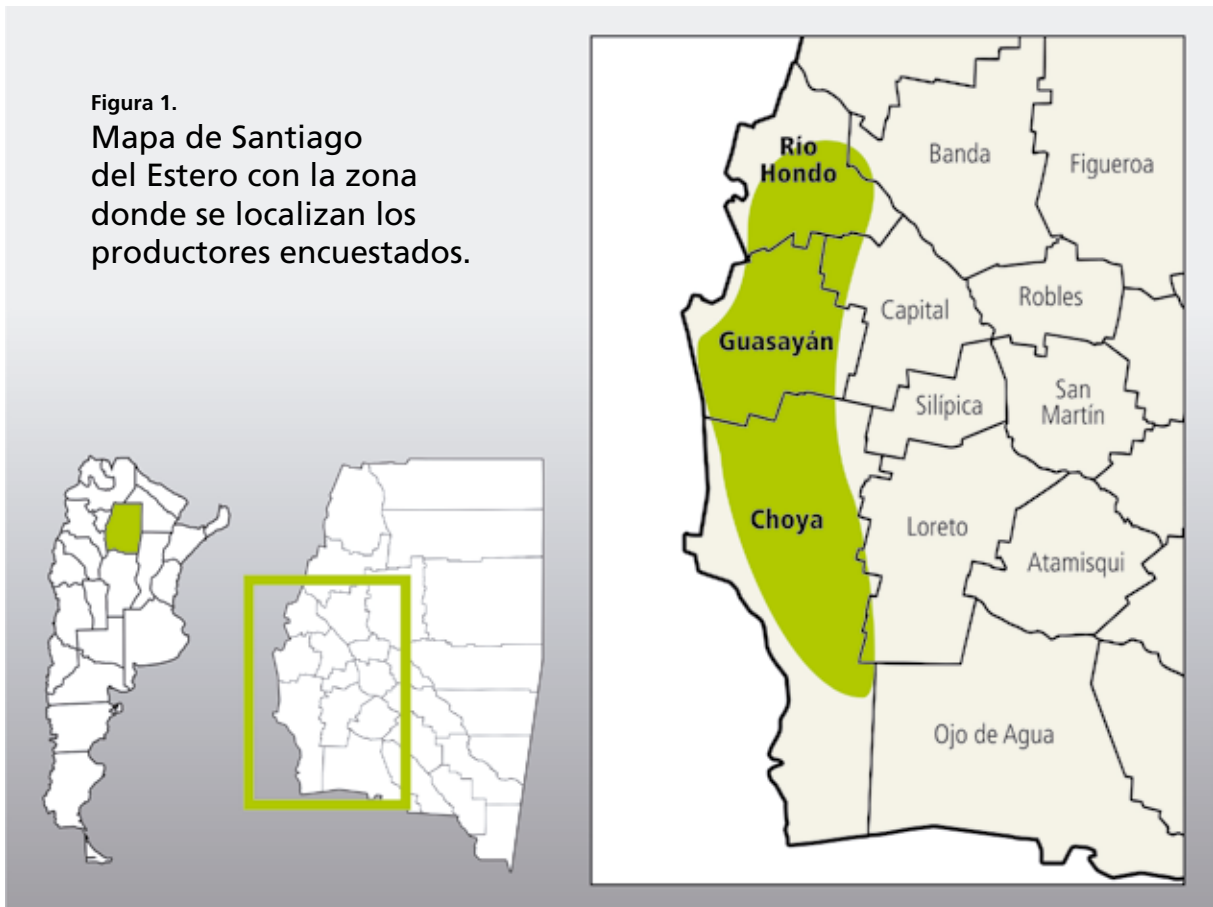 Figura 1.
Mapa de Santiago
del Estero con la zona
donde se localizan los
productores encuestados.
Río
Hondo
Banda
Figueroa
Robles
Capital
Guasayán
Silípica
San
Martín
Choya
Loreto
Atamisqui
Ojo de Agua